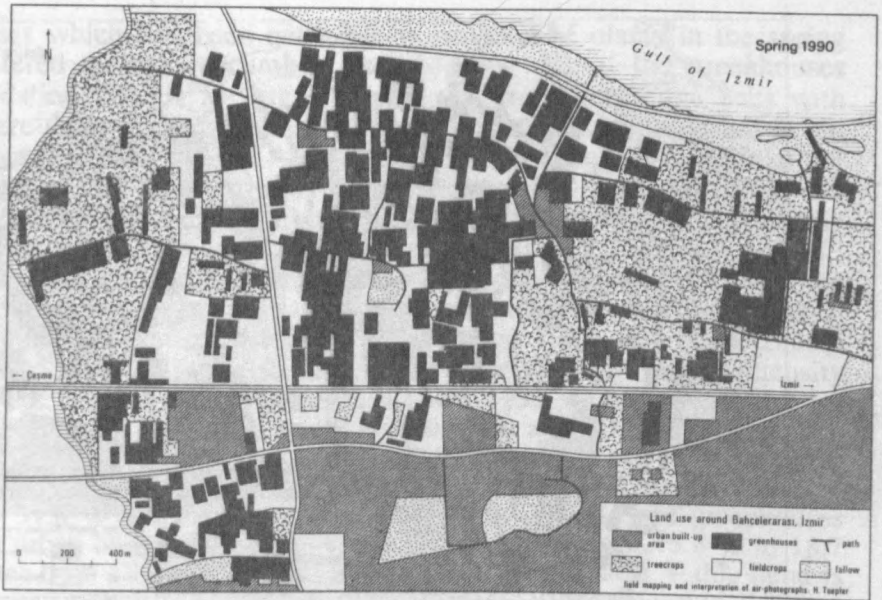 N
Spring 1990
Gulf of İzmir
← Cesme
İzmir →
0 200 400 m
Land use around Bahçelerarası, İzmir
urban built-up area
greenhouses
path
treecrops
fieldcrops
fallow
field mapping and interpretation of air-photographs: H. Toepfer